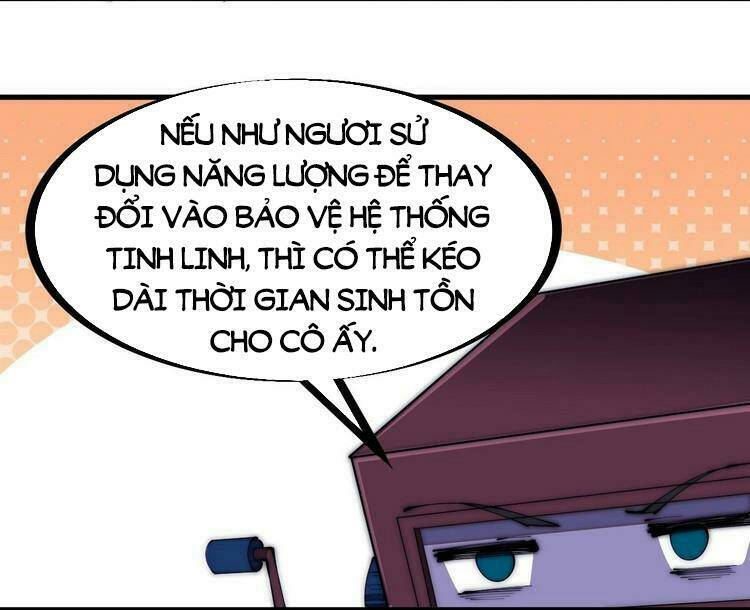 NẾU NHƯ NGƯƠI SỬ
DỤNG NĂNG LƯỢNG ĐỂ THAY
ĐỔI VÀO BẢO VỆ HỆ THỐNG
TINH LINH, THÌ CÓ THỂ KÉO
DÀI THỜI GIAN SINH TỒN
CHO CÔ ẤY.